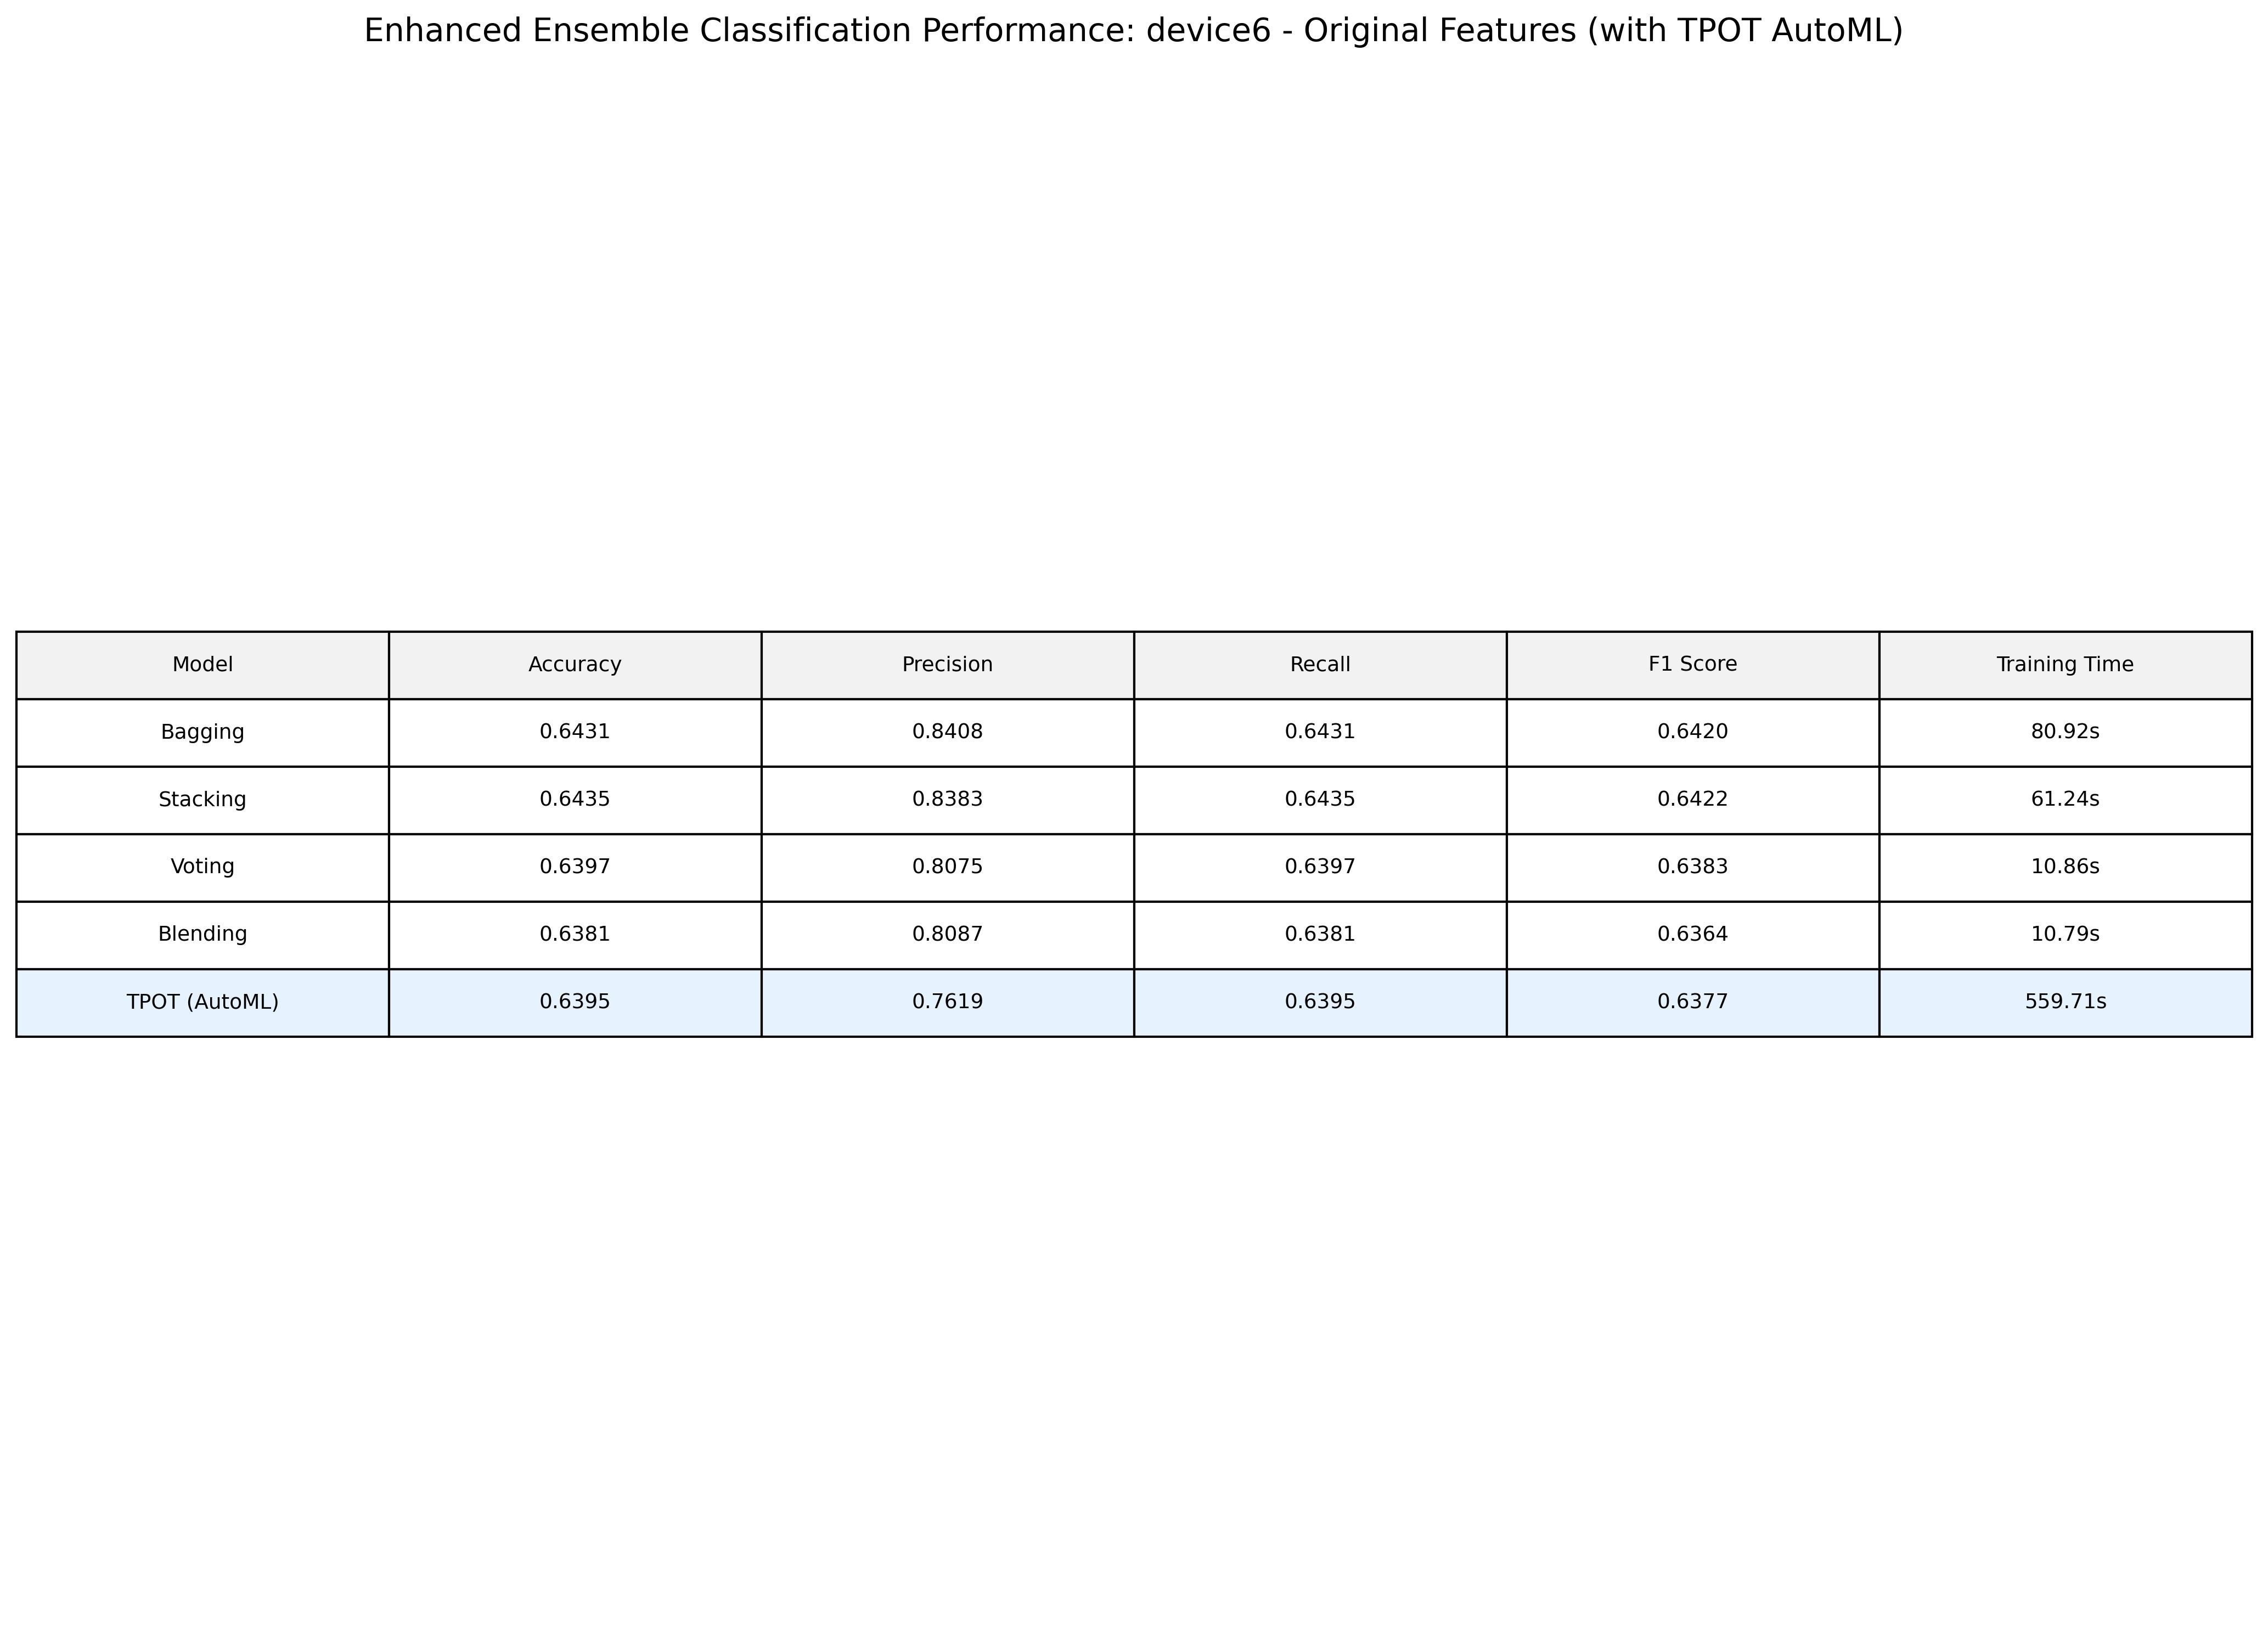 Enhanced Ensemble Classification Performance: device6 - Original Features (with TPOT AutoML)
Model Accuracy Precision Recall F1 Score Training Time
Bagging 0.6431 0.8408 0.6431 0.6420 80.92s
Stacking 0.6435 0.8383 0.6435 0.6422 61.24s
Voting 0.6397 0.8075 0.6397 0.6383 10.86s
Blending 0.6381 0.8087 0.6381 0.6364 10.79s
TPOT (AutoML) 0.6395 0.7619 0.6395 0.6377 559.71s